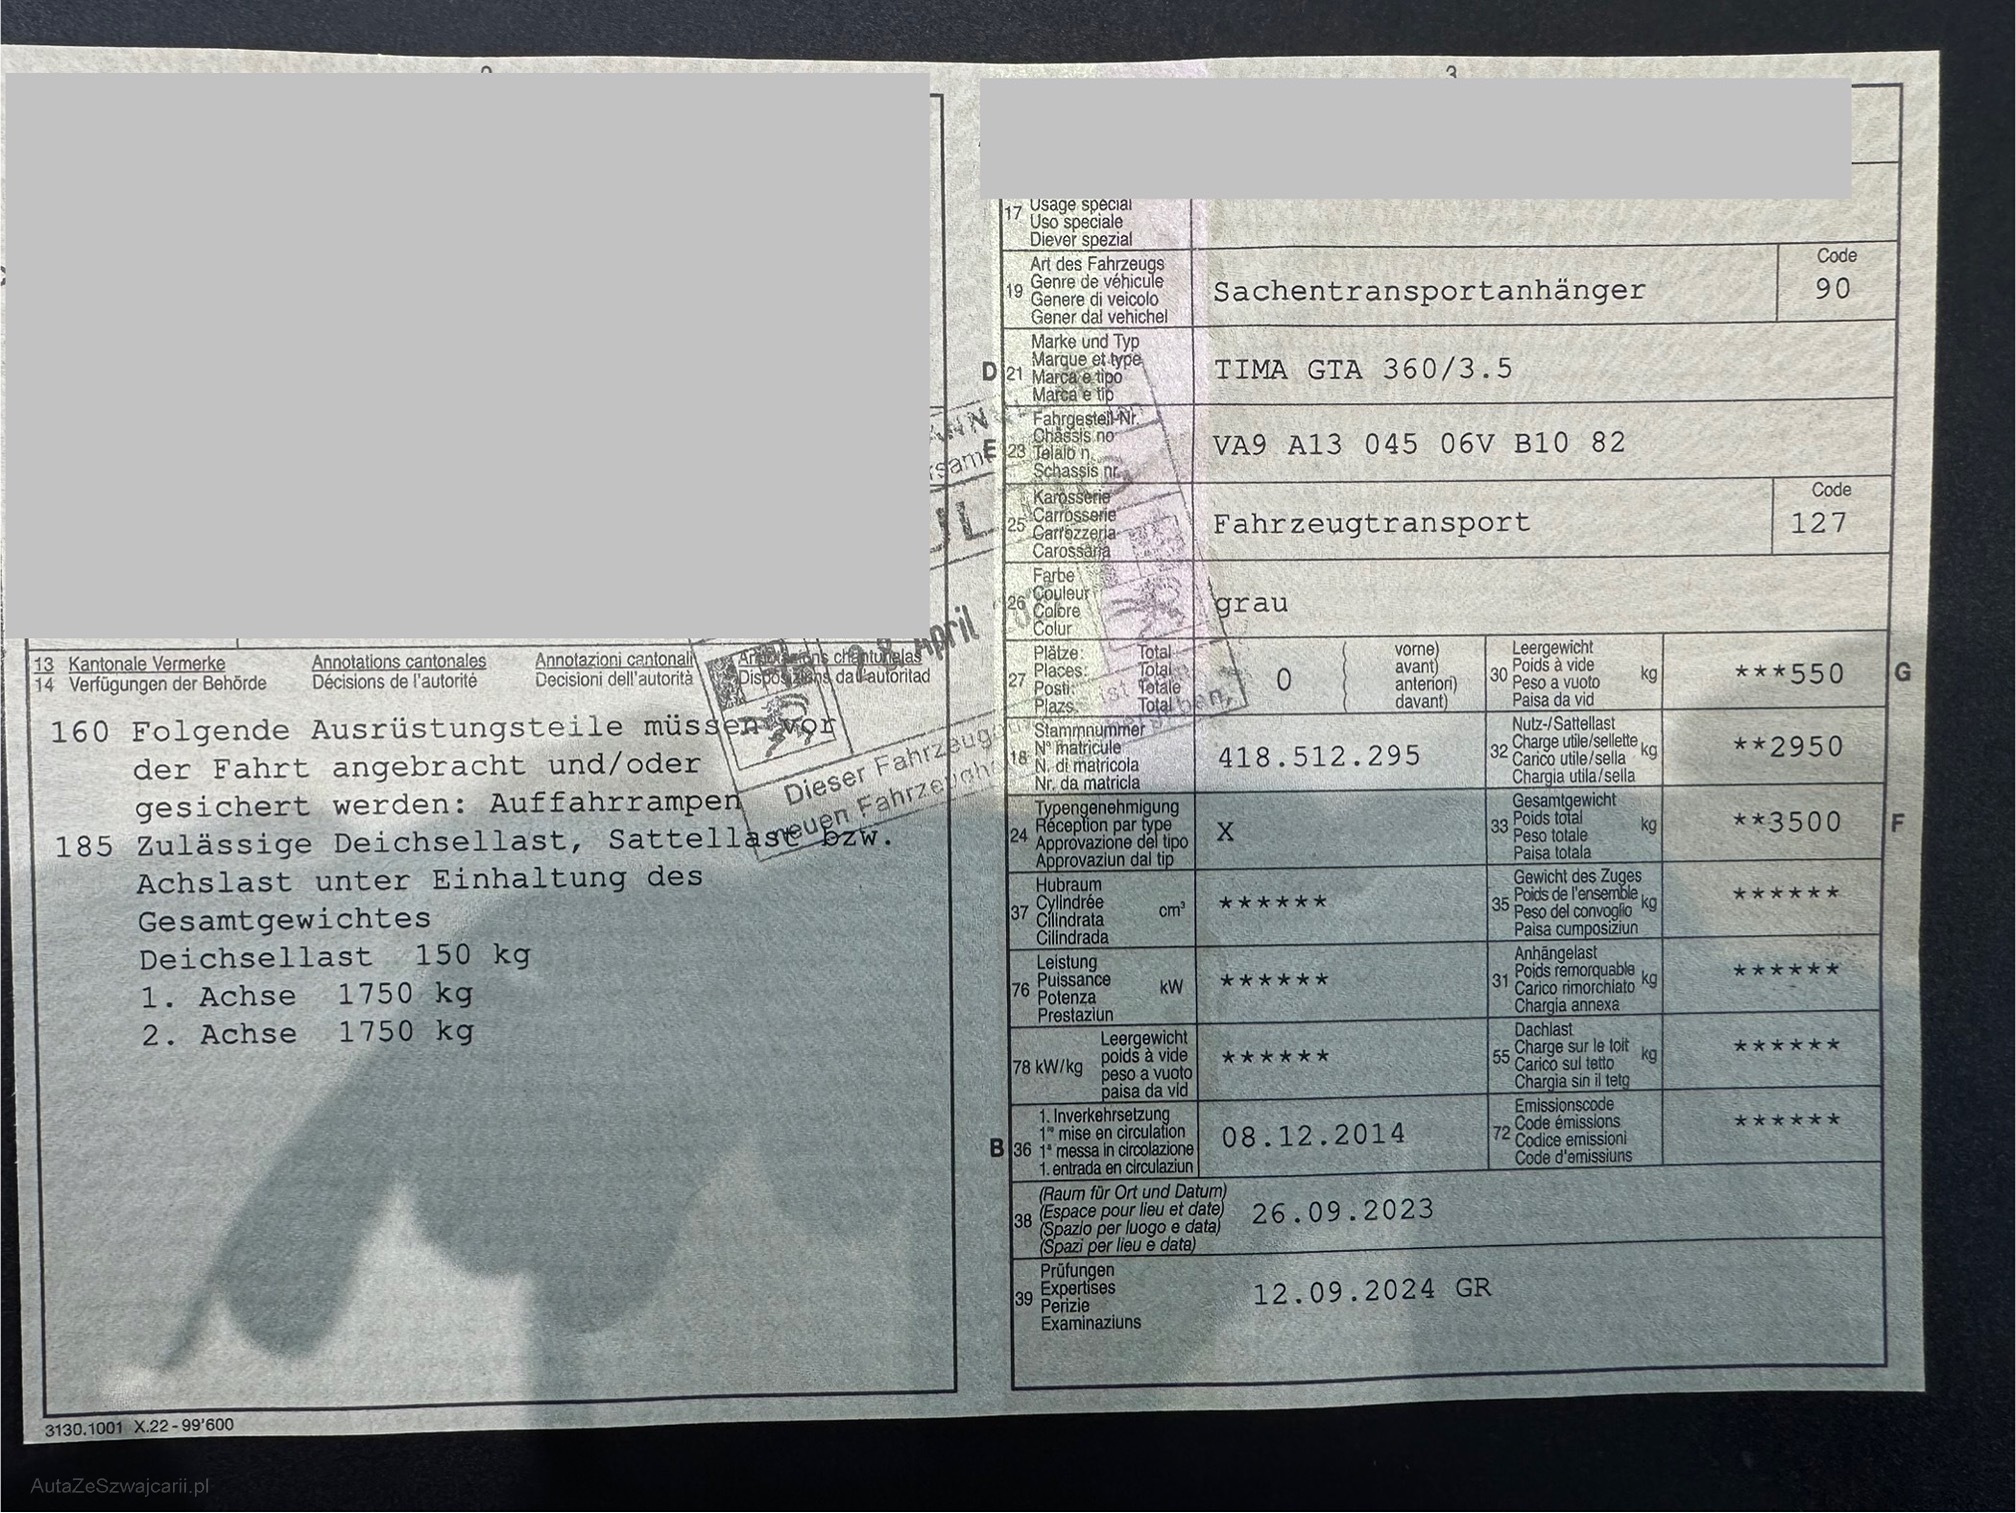 3
17 Usage spécial
Uso speciale
Diever spezial
19 Art des Fahrzeugs
Genre de véhicule
Genere di veicolo
Gener dal vehichel
Sachentransportanhänger
Code
90
D 21 Marke und Typ
Marque et type
Marca e tipo
Marca e tip
TIMA GTA 360/3.5
E 23 Fahrgestell-Nr.
Châssis no
Telaio n.
Schassis nr.
VA9 A13 045 06V B10 82
25 Karosserie
Carrosserie
Carrozzeria
Carossaria
Fahrzeugtransport
Code
127
26 Farbe
Couleur
Colore
Colur
grau
27 Plätze: Total
Places: Total
Posti: Totale
Plazs: Total
0
vorne)
avant)
anteriori)
davant)
30 Leergewicht
Poids à vide
Peso a vuoto
Paisa da vid
kg
***550
G
18 Stammnummer
N° matricule
N. di matricola
Nr. da matricla
418.512.295
32 Nutz-/Sattellast
Charge utile/sellette
Carico utile/sella
Chargia utila/sella
kg
**2950
24 Typengenehmigung
Réception par type
Approvazione del tipo
Approvaziun dal tip
X
33 Gesamtgewicht
Poids total
Peso totale
Paisa totala
kg
**3500
F
37 Hubraum
Cylindrée
Cilindrata
Cilindrada
cm³
******
35 Gewicht des Zuges
Poids de l'ensemble
Peso del convoglio
Paisa cumposiziun
kg
******
76 Leistung
Puissance
Potenza
Prestaziun
kW
******
31 Anhängelast
Poids remorquable
Carico rimorchiato
Chargia annexa
kg
******
78 kW/kg
Leergewicht
poids à vide
peso a vuoto
paisa da vid
******
55 Dachlast
Charge sur le toit
Carico sul tetto
Chargia sin il tetg
kg
******
B 36 1. Inverkehrsetzung
1re mise en circulation
1a messa in circolazione
1. entrada en circulaziun
08.12.2014
72 Emissionscode
Code émissions
Codice emissioni
Code d'emissiuns
******
38 (Raum für Ort und Datum)
(Espace pour lieu et date)
(Spazio per luogo e data)
(Spazi per lieu e data)
26.09.2023
39 Prüfungen
Expertises
Perizie
Examinaziuns
12.09.2024 GR
13 Kantonale Vermerke Annotations cantonales Annotazioni cantonali Annotaziuns chantunalas
14 Verfügungen der Behörde Décisions de l'autorité Decisioni dell'autorità Disposiziuns da l'autoritad
160 Folgende Ausrüstungsteile müssen vor
der Fahrt angebracht und/oder
gesichert werden: Auffahrrampen
185 Zulässige Deichsellast, Sattellast bzw.
Achslast unter Einhaltung des
Gesamtgewichtes
Deichsellast 150 kg
1. Achse 1750 kg
2. Achse 1750 kg
April
Dieser Fahrzeug
neuen Fahrzeugh
3130.1001 X.22 - 99'600
AutaZeSzwajcarii.pl